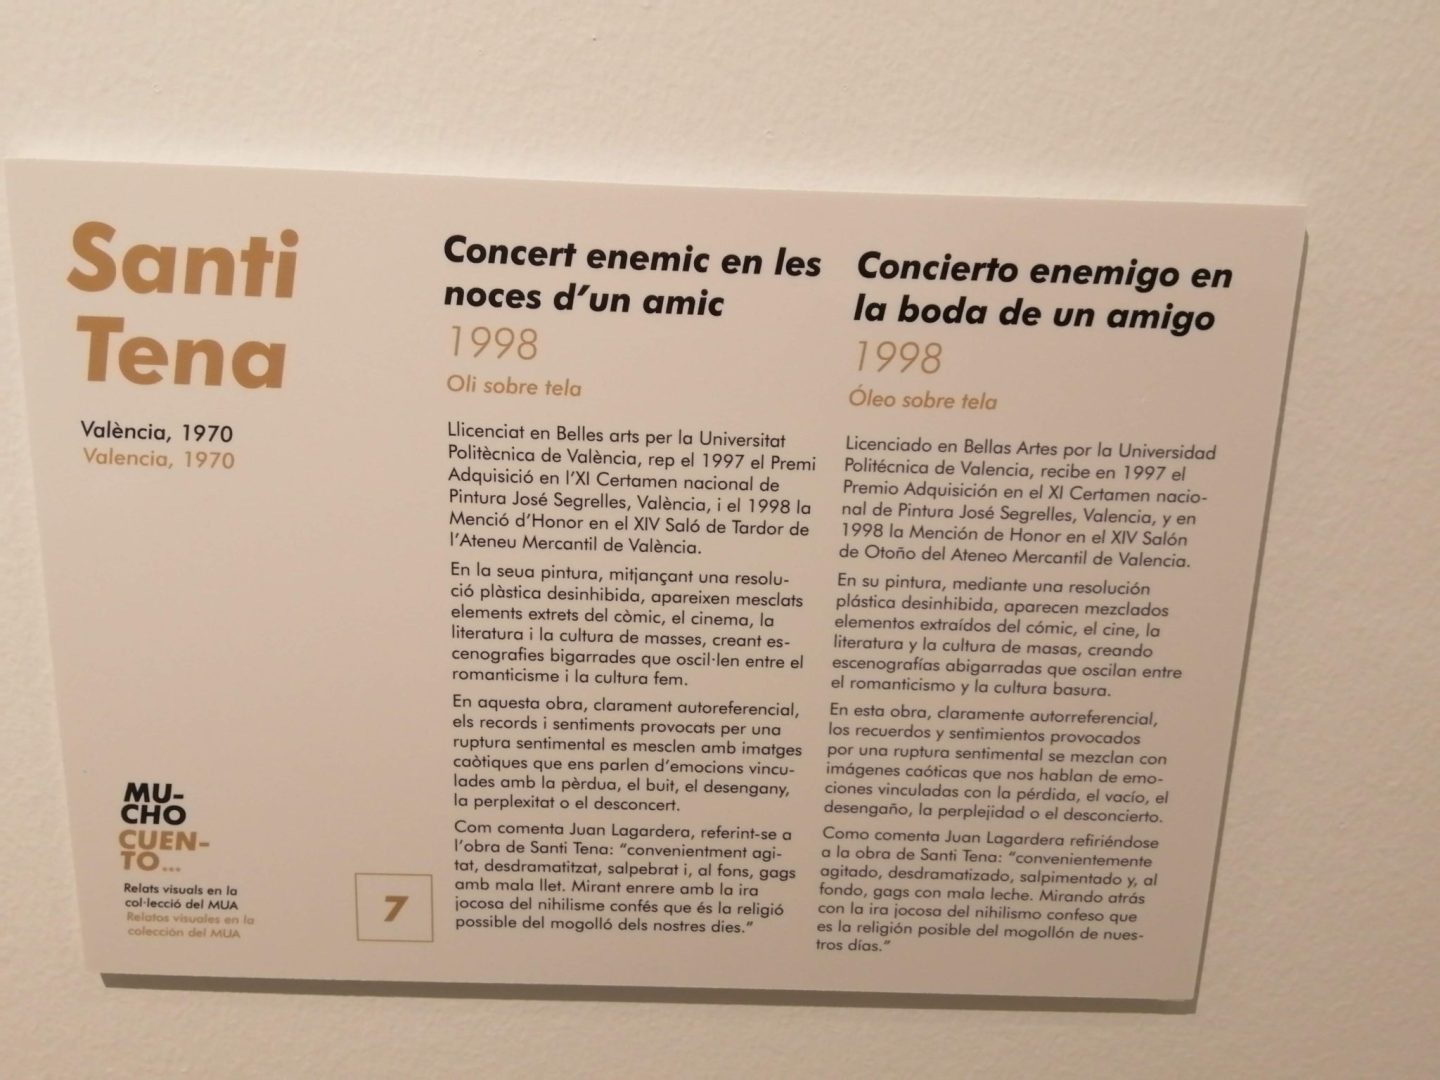 Santi
Tena
València, 1970
Valencia, 1970
MU-
CHO
CUEN-
TO...
Relats visuals en la
col·lecció del MUA
Relatos visuales en la
colección del MUA
7
Concert enemic en les
noces d’un amic
1998
Oli sobre tela
Llicenciat en Belles arts per la Universitat
Politècnica de València, rep el 1997 el Premi
Adquisició en l’XI Certamen nacional de
Pintura José Segrelles, València, i el 1998 la
Menció d’Honor en el XIV Saló de Tardor de
l’Ateneu Mercantil de València.
En la seua pintura, mitjançant una resolu-
ció plàstica desinhibida, apareixen mesclats
elements extrets del còmic, el cinema, la
literatura i la cultura de masses, creant es-
cenografies bigarrades que oscil·len entre el
romanticisme i la cultura fem.
En aquesta obra, clarament autoreferencial,
els records i sentiments provocats per una
ruptura sentimental es mesclen amb imatges
caòtiques que ens parlen d’emocions vincu-
lades amb la pèrdua, el buit, el desengany,
la perplexitat o el desconcert.
Com comenta Juan Lagardera, referint-se a
l’obra de Santi Tena: “convenientment agi-
tat, desdramatitzat, salpebrat i, al fons, gags
amb mala llet. Mirant enrere amb la ira
jocosa del nihilisme confés que és la religió
possible del mogolló dels nostres dies.”
Concierto enemigo en
la boda de un amigo
1998
Óleo sobre tela
Licenciado en Bellas Artes por la Universidad
Politécnica de Valencia, recibe en 1997 el
Premio Adquisición en el XI Certamen nacio-
nal de Pintura José Segrelles, Valencia, y en
1998 la Mención de Honor en el XIV Salón
de Otoño del Ateneo Mercantil de Valencia.
En su pintura, mediante una resolución
plástica desinhibida, aparecen mezclados
elementos extraídos del cómic, el cine, la
literatura y la cultura de masas, creando
escenografías abigarradas que oscilan entre
el romanticismo y la cultura basura.
En esta obra, claramente autorreferencial,
los recuerdos y sentimientos provocados
por una ruptura sentimental se mezclan con
imágenes caóticas que nos hablan de emo-
ciones vinculadas con la pérdida, el vacío, el
desengaño, la perplejidad o el desconcierto.
Como comenta Juan Lagardera refiriéndose
a la obra de Santi Tena: “convenientemente
agitado, desdramatizado, salpimentado y, al
fondo, gags con mala leche. Mirando atrás
con la ira jocosa del nihilismo confeso que
es la religión posible del mogollón de nues-
tros días.”